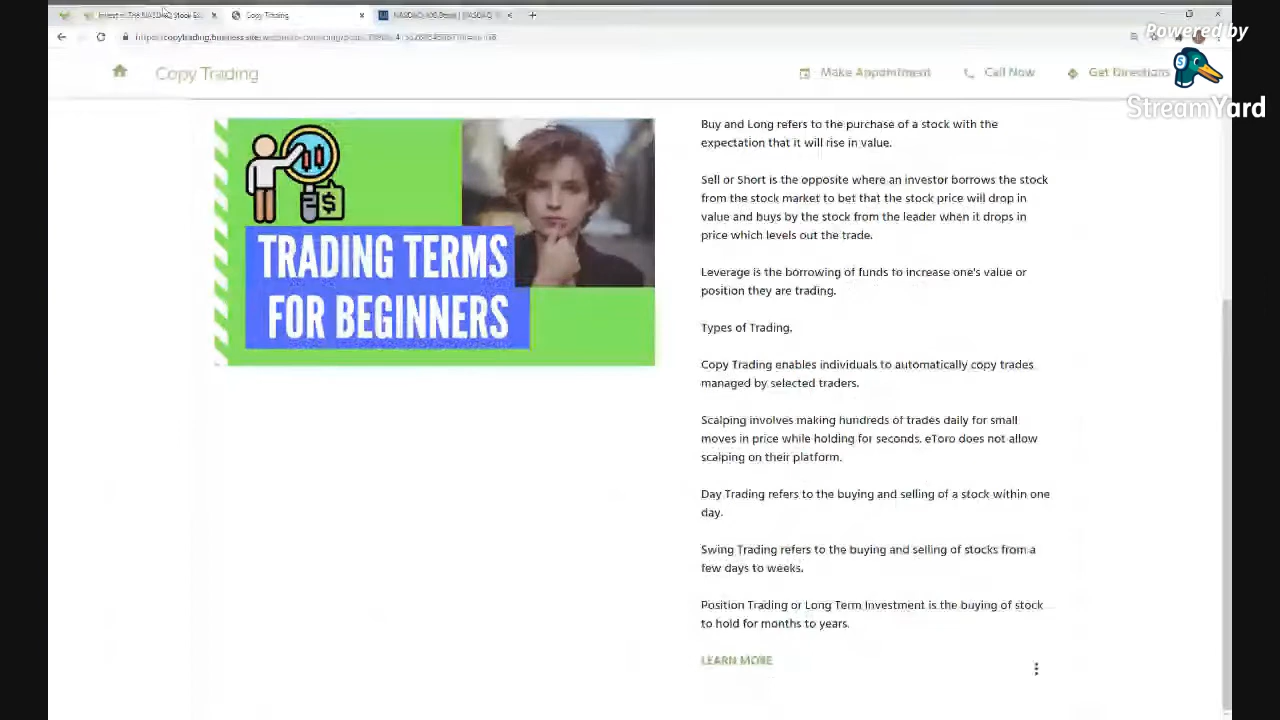 Copy Trading
Powered by
StreamYard
Copy Trading
Make Appointment
Call Now
Get Directions
TRADING TERMS
FOR BEGINNERS
$
Buy and Long refers to the purchase of a stock with the
expectation that it will rise in value.
Sell or Short is the opposite where an investor borrows the stock
from the stock market to bet that the stock price will drop in
value and buys by the stock from the leader when it drops in
price which levels out the trade.
Leverage is the borrowing of funds to increase one's value or
position they are trading.
Types of Trading.
Copy Trading enables individuals to automatically copy trades
managed by selected traders.
Scalping involves making hundreds of trades daily for small
moves in price while holding for seconds. eToro does not allow
scalping on their platform.
Day Trading refers to the buying and selling of a stock within one
day.
Swing Trading refers to the buying and selling of stocks from a
few days to weeks.
Position Trading or Long Term Investment is the buying of stock
to hold for months to years.
LEARN MORE